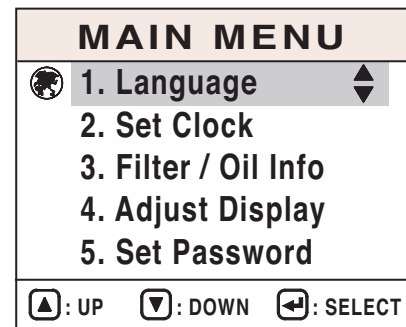 MAIN MENU
1. Language
2. Set Clock
3. Filter / Oil Info
4. Adjust Display
5. Set Password
: UP : DOWN : SELECT